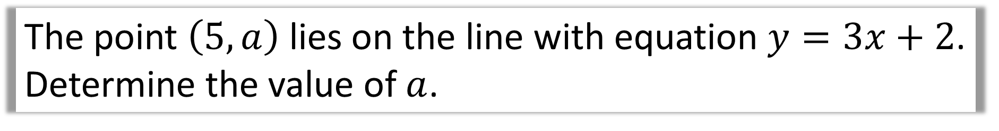 The point (5, a) lies on the line with equation y = 3x + 2.
Determine the value of a.